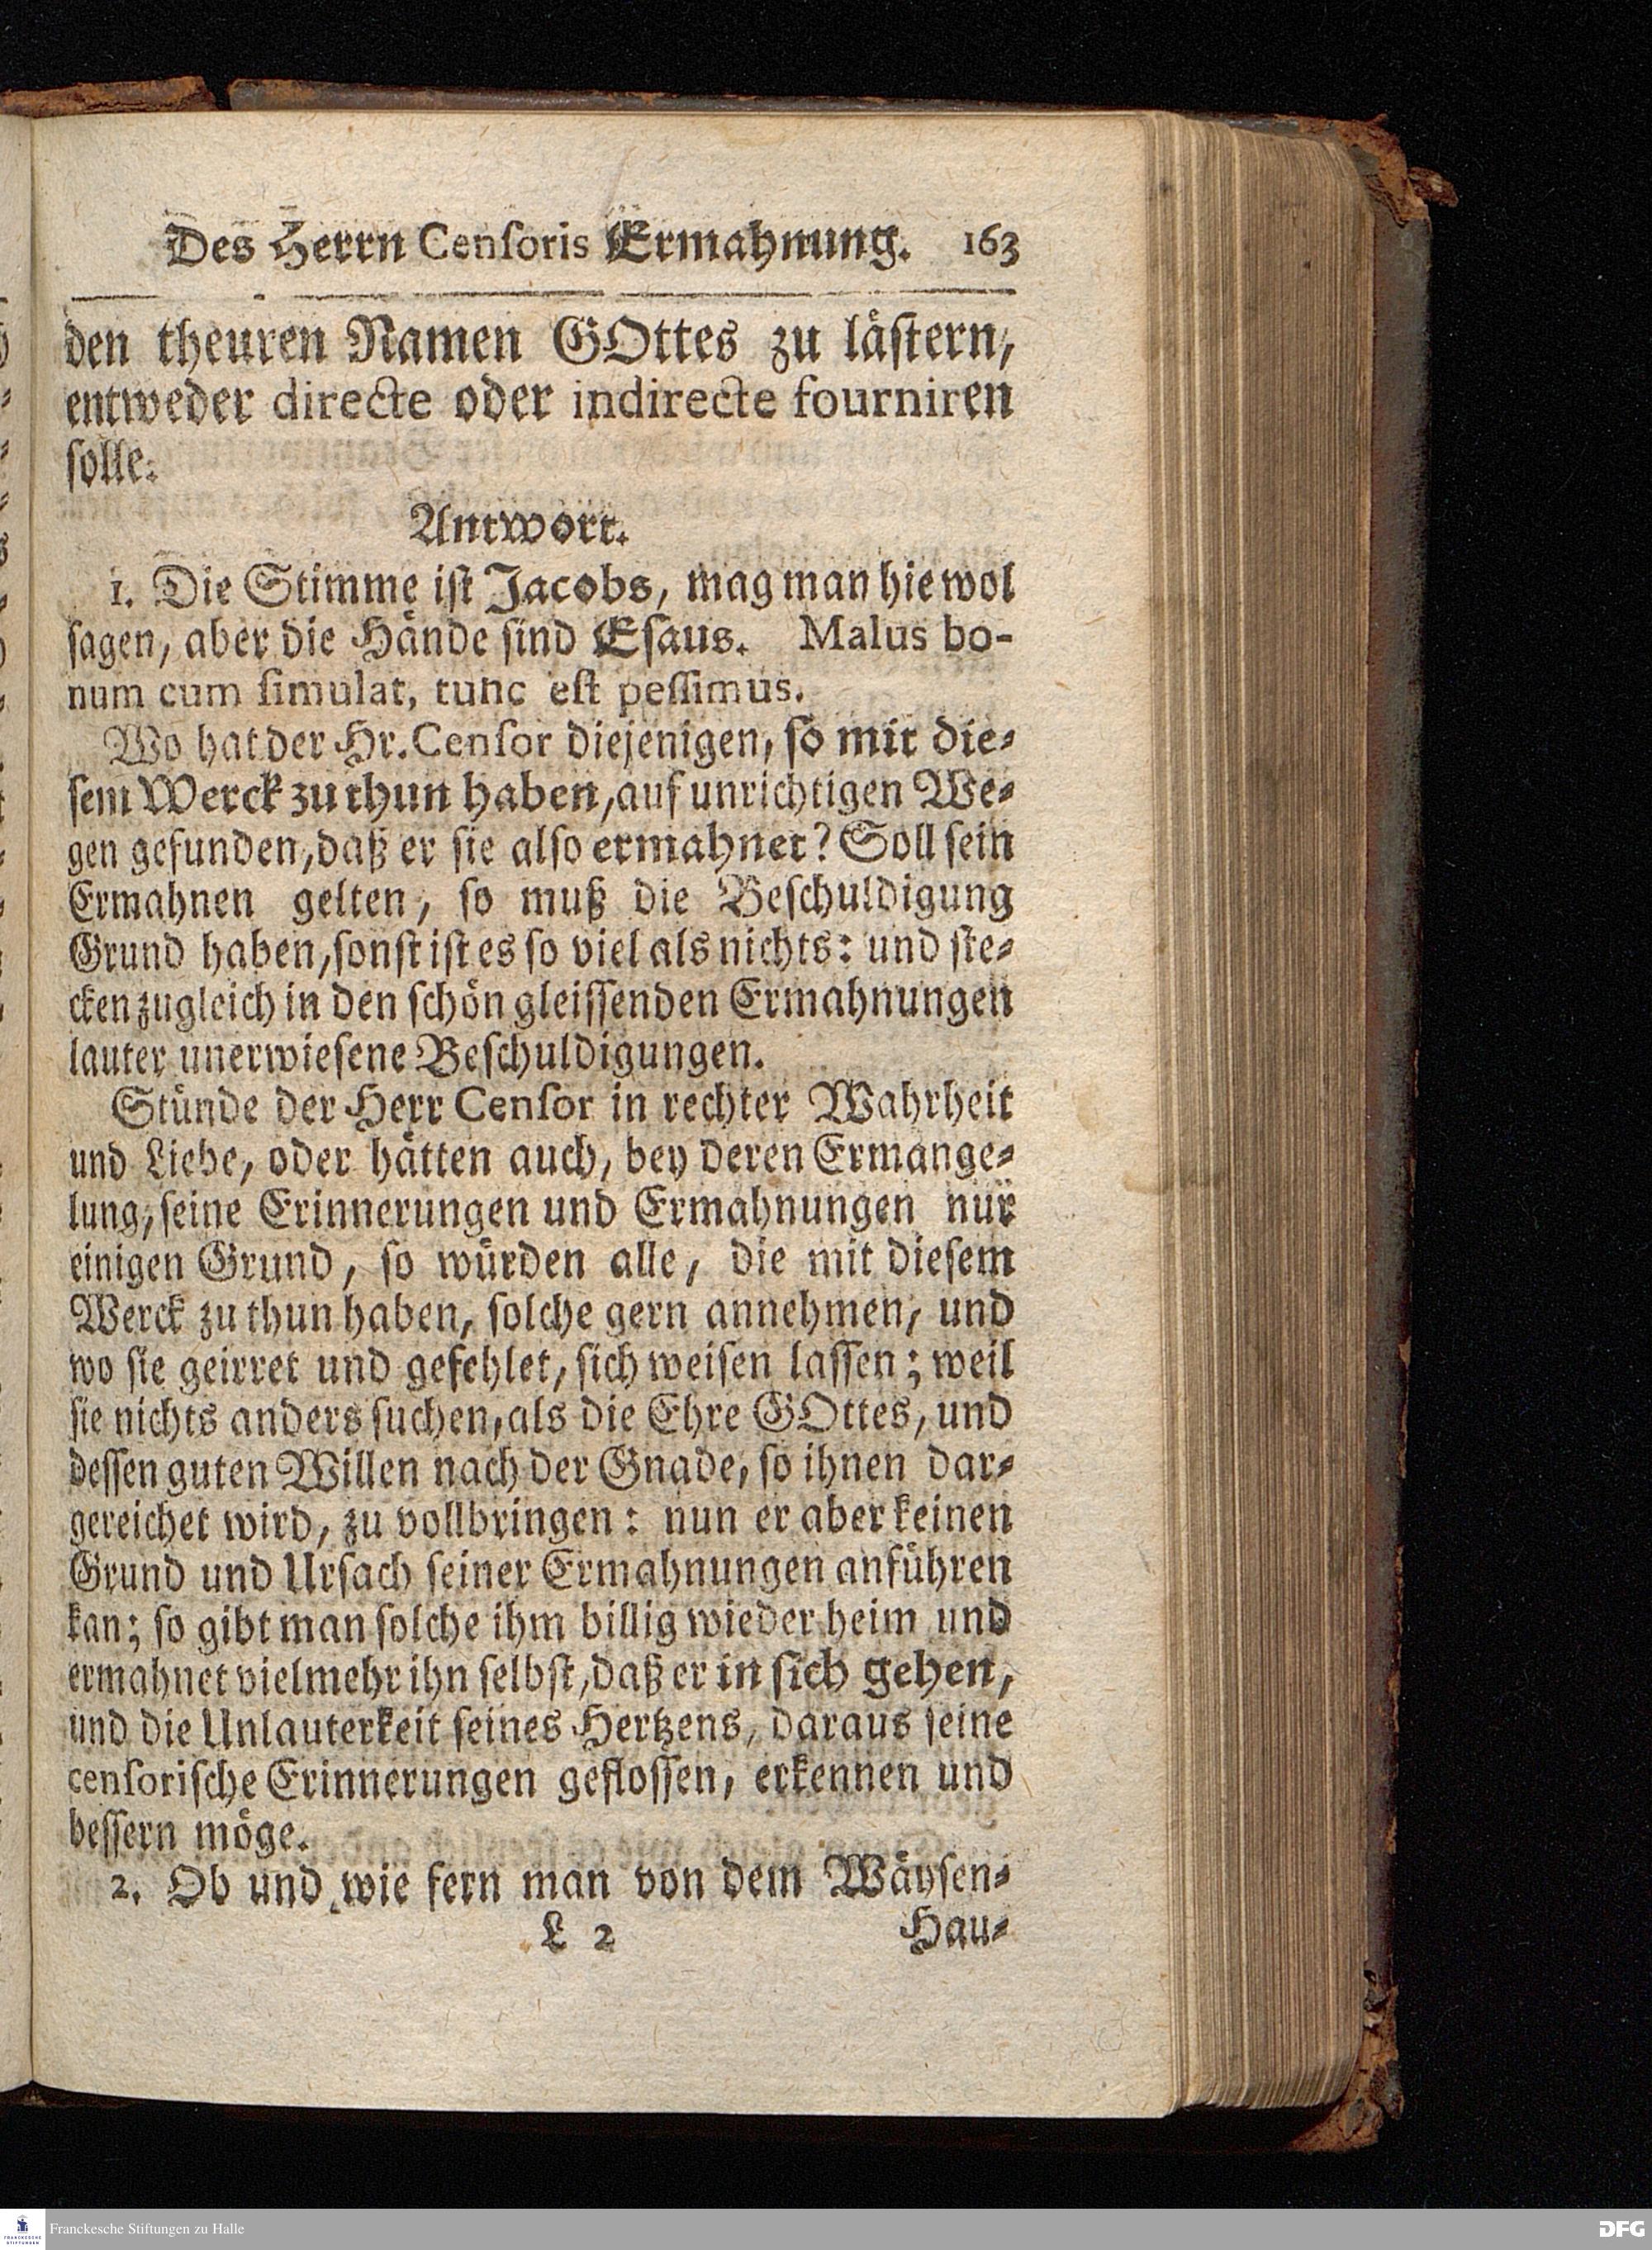 Des Herrn Cenſoris Ermahnung. 163
den theuren Namen GOttes zu läſtern,
entweder directe oder indirecte fourniren
ſolle.
Antwort.
1. Die Stimme iſt Jacobs, mag man hie wol
ſagen, aber die Hände ſind Eſaus. Malus bo-
num cum ſimulat, tunc eſt peſſimus.
Wo hat der Hr. Cenſor diejenigen, ſo mit die⸗
ſem Werck zu thun haben, auf unrichtigen We⸗
gen gefunden, daß er ſie alſo ermahnet? Soll ſein
Ermahnen gelten, ſo muß die Beſchuldigung
Grund haben, ſonſt iſt es ſo viel als nichts: und ſte⸗
cken zugleich in den ſchön gleiſſenden Ermahnungen
lauter unerwieſene Beſchuldigungen.
Stünde der Herr Cenſor in rechter Wahrheit
und Liebe, oder hätten auch, bey deren Ermange⸗
lung, ſeine Erinnerungen und Ermahnungen nur
einigen Grund, ſo würden alle, die mit dieſem
Werck zu thun haben, ſolche gern annehmen, und
wo ſie geirret und gefehlet, ſich weiſen laſſen; weil
ſie nichts anders ſuchen, als die Ehre GOttes, und
deſſen guten Willen nach der Gnade, ſo ihnen dar⸗
gereichet wird, zu vollbringen: nun er aber keinen
Grund und Urſach ſeiner Ermahnungen anführen
kan; ſo gibt man ſolche ihm billig wieder heim und
ermahnet vielmehr ihn ſelbſt, daß er in ſich gehen,
und die Unlauterkeit ſeines Hertzens, daraus ſeine
cenſoriſche Erinnerungen gefloſſen, erkennen und
beſſern möge.
2. Ob und wie fern man von dem Wäyſen⸗
L 2 Hau⸗
Franckesche Stiftungen zu Halle
DFG